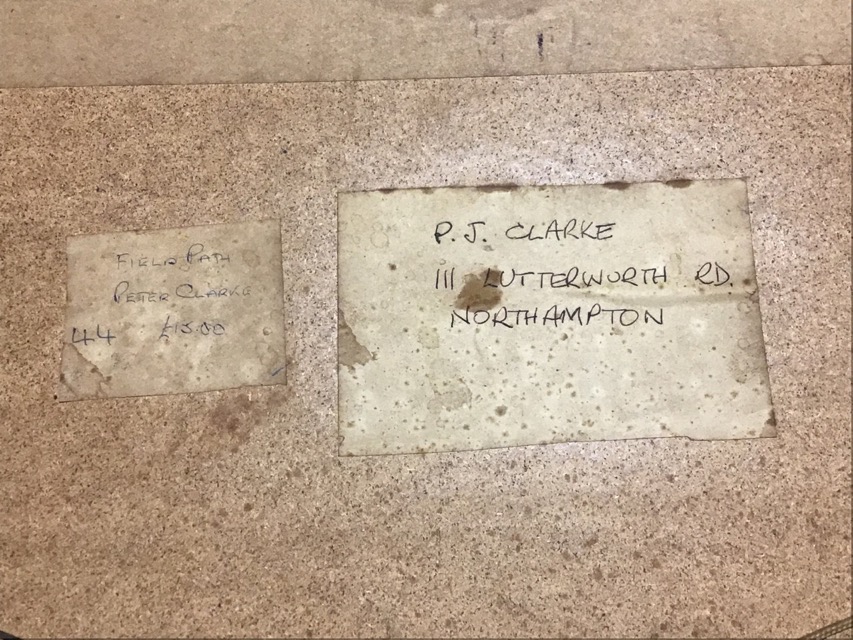 FIELD PATH
PETER CLARKE
44 £15.00
P.J. CLARKE
111 LUTTERWORTH RD.
NORTHAMPTON